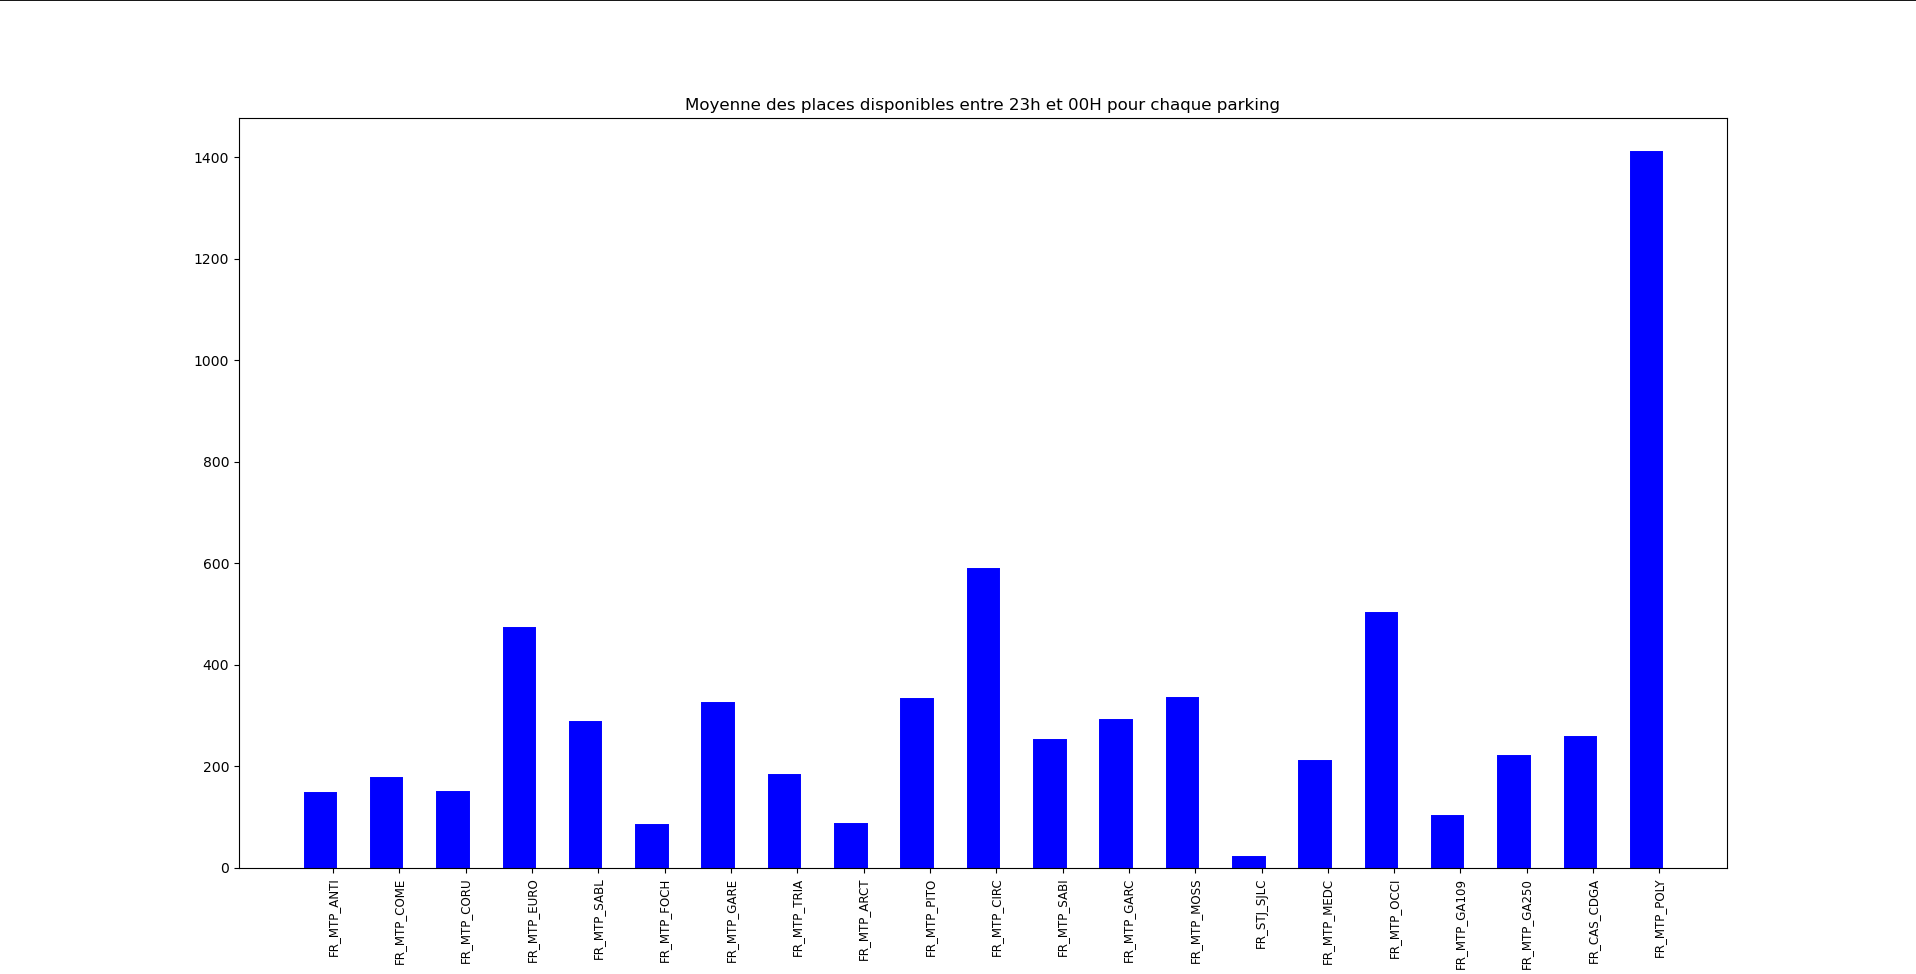 Moyenne des places disponibles entre 23h et 00H pour chaque parking
1400
1200
1000
800
600
400
200
0
FR_MTP_ANTI
FR_MTP_COME
FR_MTP_CORU
FR_MTP_EURO
FR_MTP_SABL
FR_MTP_FOCH
FR_MTP_GARE
FR_MTP_TRIA
FR_MTP_ARCT
FR_MTP_PITO
FR_MTP_CIRC
FR_MTP_SABI
FR_MTP_GARC
FR_MTP_MOSS
FR_STJ_SJLC
FR_MTP_MEDC
FR_MTP_OCCI
FR_MTP_GA109
FR_MTP_GA250
FR_CAS_CDGA
FR_MTP_POLY